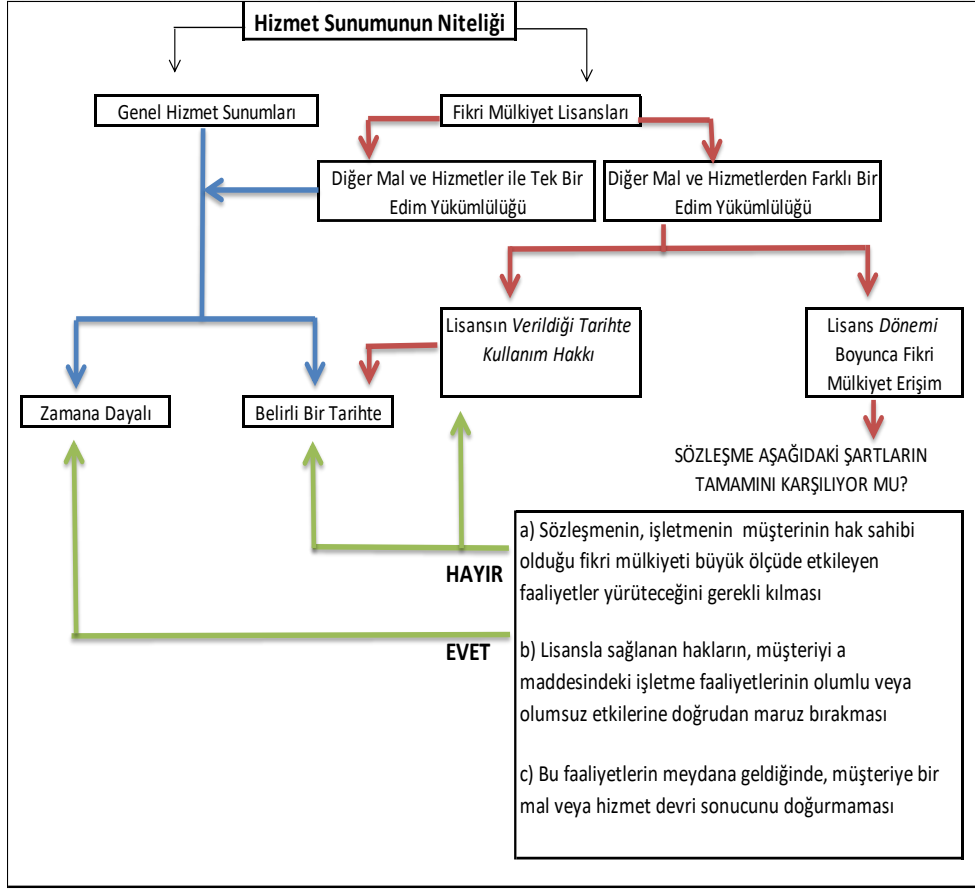 Hizmet Sunumunun Niteliği
Genel Hizmet Sunumları
Fikri Mülkiyet Lisansları
Diğer Mal ve Hizmetler ile Tek Bir
Edim Yükümlülüğü
Diğer Mal ve Hizmetlerden Farklı Bir
Edim Yükümlülüğü
Lisansın Verildiği Tarihte
Kullanım Hakkı
Lisans Dönemi
Boyunca Fikri
Mülkiyet Erişim
Zamana Dayalı
Belirli Bir Tarihte
SÖZLEŞME AŞAĞIDAKİ ŞARTLARIN
TAMAMINI KARŞILIYOR MU?
a) Sözleşmenin, işletmenin müşterinin hak sahibi
olduğu fikri mülkiyeti büyük ölçüde etkileyen
faaliyetler yürüteceğini gerekli kılması
HAYIR
EVET
b) Lisansla sağlanan hakların, müşteriyi a
maddesindeki işletme faaliyetlerinin olumlu veya
olumsuz etkilerine doğrudan maruz bırakması
c) Bu faaliyetlerin meydana geldiğinde, müşteriye bir
mal veya hizmet devri sonucunu doğurmaması